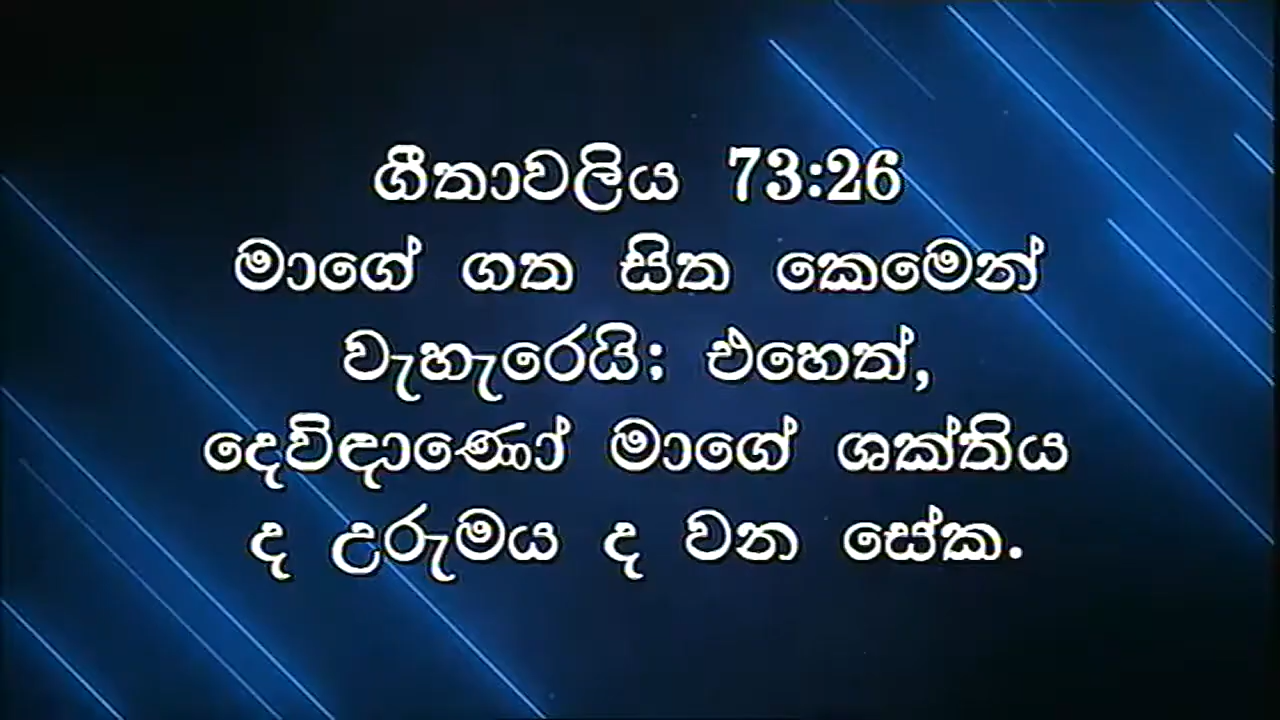 ගීතාවලිය 73:26
මාගේ ගත සිත කෙමෙන්
වැහැරෙයි; එහෙත්,
දෙවිඳාණෝ මාගේ ශක්තිය
ද උරුමය ද වන සේක.